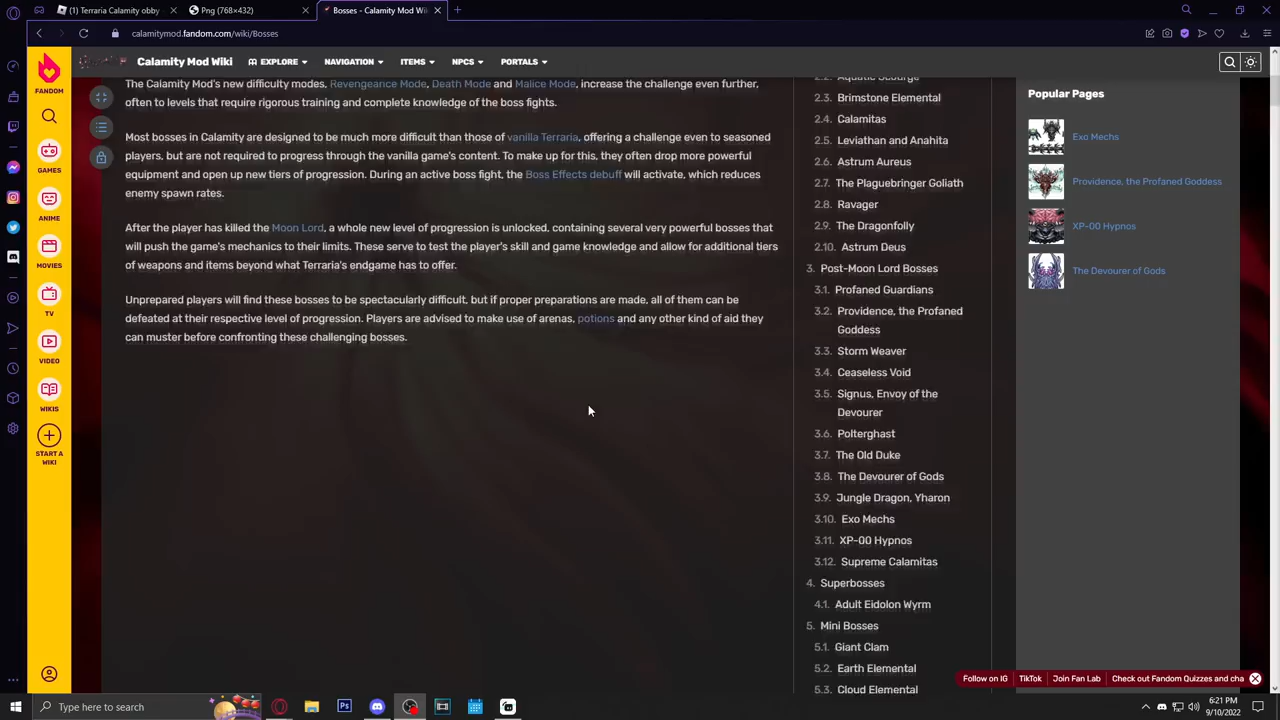 (1) Terraria Calamity obby
Png (768×432)
Bosses - Calamity Mod Wi
calamitymod.fandom.com/wiki/Bosses
FANDOM
GAMES
ANIME
MOVIES
TV
VIDEO
WIKIS
START A
WIKI
Calamity Mod Wiki
EXPLORE
NAVIGATION
ITEMS
NPCS
PORTALS
The Calamity Mod's new difficulty modes, Revengeance Mode, Death Mode and Malice Mode, increase the challenge even further,
often to levels that require rigorous training and complete knowledge of the boss fights.
Most bosses in Calamity are designed to be much more difficult than those of vanilla Terraria, offering a challenge even to seasoned
players, but are not required to progress through the vanilla game's content. To make up for this, they often drop more powerful
equipment and open up new tiers of progression. During an active boss fight, the Boss Effects debuff will activate, which reduces
enemy spawn rates.
After the player has killed the Moon Lord, a whole new level of progression is unlocked, containing several very powerful bosses that
will push the game's mechanics to their limits. These serve to test the player's skill and game knowledge and allow for additional tiers
of weapons and items beyond what Terraria's endgame has to offer.
Unprepared players will find these bosses to be spectacularly difficult, but if proper preparations are made, all of them can be
defeated at their respective level of progression. Players are advised to make use of arenas, potions and any other kind of aid they
can muster before confronting these challenging bosses.
2.2. Aquatic Scourge
2.3. Brimstone Elemental
2.4. Calamitas
2.5. Leviathan and Anahita
2.6. Astrum Aureus
2.7. The Plaguebringer Goliath
2.8. Ravager
2.9. The Dragonfolly
2.10. Astrum Deus
3. Post-Moon Lord Bosses
3.1. Profaned Guardians
3.2. Providence, the Profaned
Goddess
3.3. Storm Weaver
3.4. Ceaseless Void
3.5. Signus, Envoy of the
Devourer
3.6. Polterghast
3.7. The Old Duke
3.8. The Devourer of Gods
3.9. Jungle Dragon, Yharon
3.10. Exo Mechs
3.11. XP-00 Hypnos
3.12. Supreme Calamitas
4. Superbosses
4.1. Adult Eidolon Wyrm
5. Mini Bosses
5.1. Giant Clam
5.2. Earth Elemental
5.3. Cloud Elemental
Popular Pages
Exo Mechs
Providence, the Profaned Goddess
XP-00 Hypnos
The Devourer of Gods
Follow on IG
TikTok
Join Fan Lab
Check out Fandom Quizzes and cha
Type here to search
6:21 PM
9/10/2022